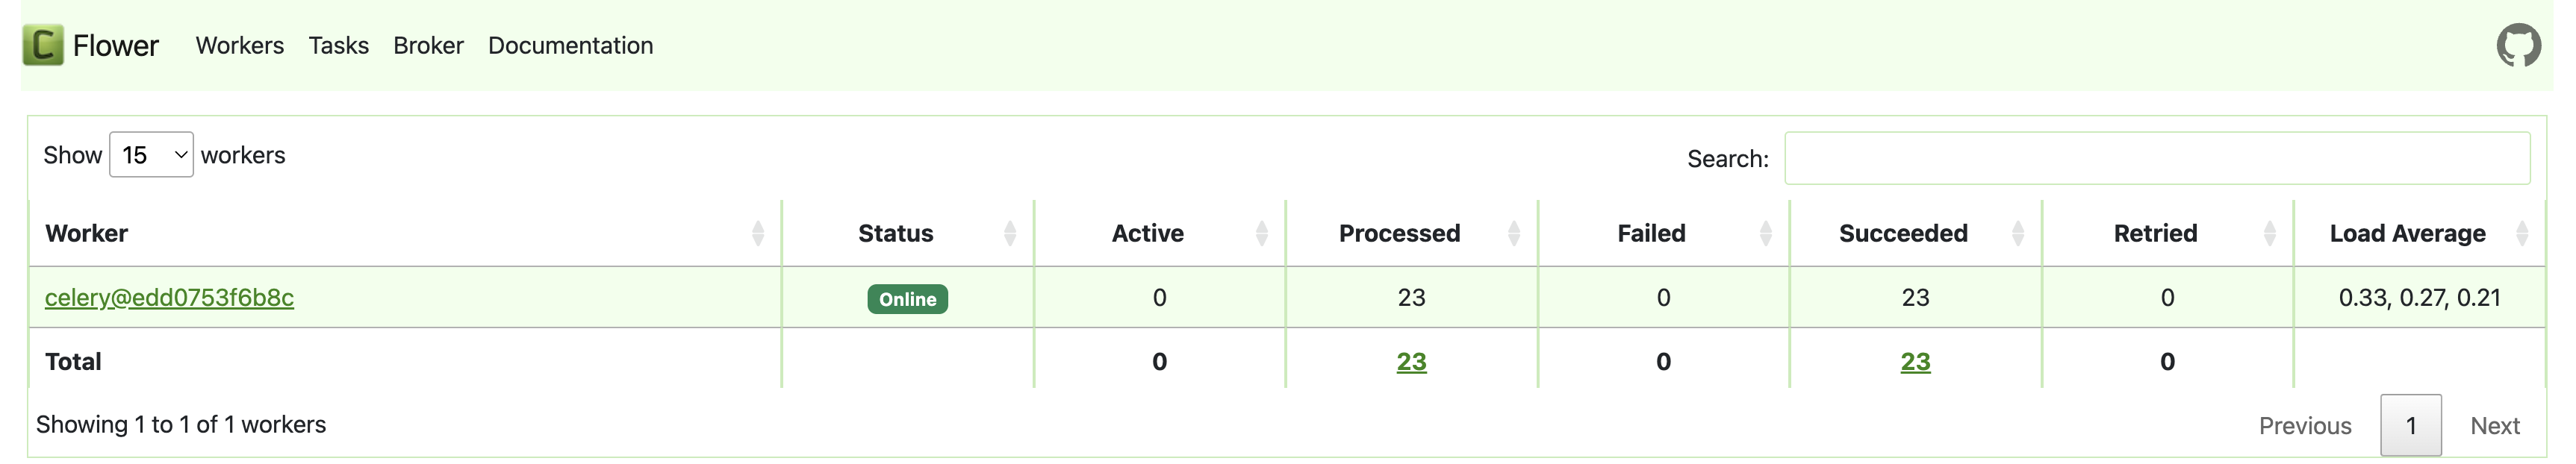 C Flower Workers Tasks Broker Documentation
Show 15 workers Search:
Worker Status Active Processed Failed Succeeded Retried Load Average
celery@edd0753f6b8c Online 0 23 0 23 0 0.33, 0.27, 0.21
Total 0 23 0 23 0
Showing 1 to 1 of 1 workers Previous 1 Next